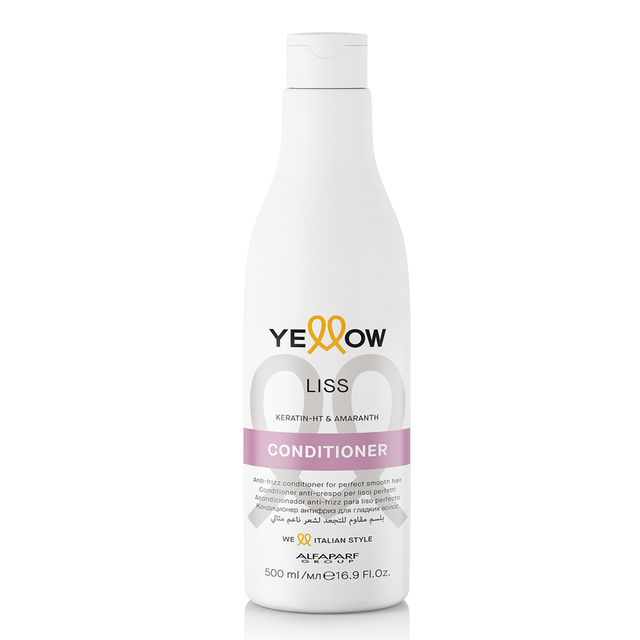 YELLOW
LISS
KERATIN-HT & AMARANTH
CONDITIONER
Anti-frizz conditioner for perfect smooth hair
Conditioner anti-crespo per lisci perfetti
Acondicionador anti-frizz para liso perfecto
Кондиционер антифриз для гладких волос
بلسم مقاوم للتجعد لشعر ناعم مثالي
WE ITALIAN STYLE
ALFAPARF
GROUP
500 ml/мл℮16.9 Fl.Oz.